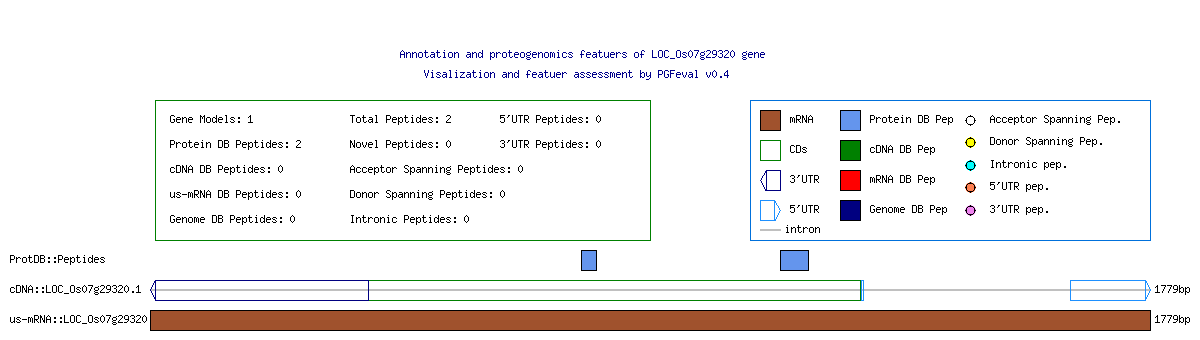 Annotation and proteogenomics featuers of LOC_Os07g29320 gene
Visalization and featuer assessment by PGFeval v0.4
Gene Models: 1 Total Peptides: 2 5'UTR Peptides: 0
Protein DB Peptides: 2 Novel Peptides: 0 3'UTR Peptides: 0
cDNA DB Peptides: 0 Acceptor Spanning Peptides: 0
us-mRNA DB Peptides: 0 Donor Spanning Peptides: 0
Genome DB Peptides: 0 Intronic Peptides: 0
mRNA Protein DB Pep Acceptor Spanning Pep.
CDs cDNA DB Pep Donor Spanning Pep.
3'UTR mRNA DB Pep Intronic pep.
5'UTR Genome DB Pep 5'UTR pep.
intron 3'UTR pep.
ProtDB::Peptides
cDNA::LOC_Os07g29320.1 1779bp
us-mRNA::LOC_Os07g29320 1779bp